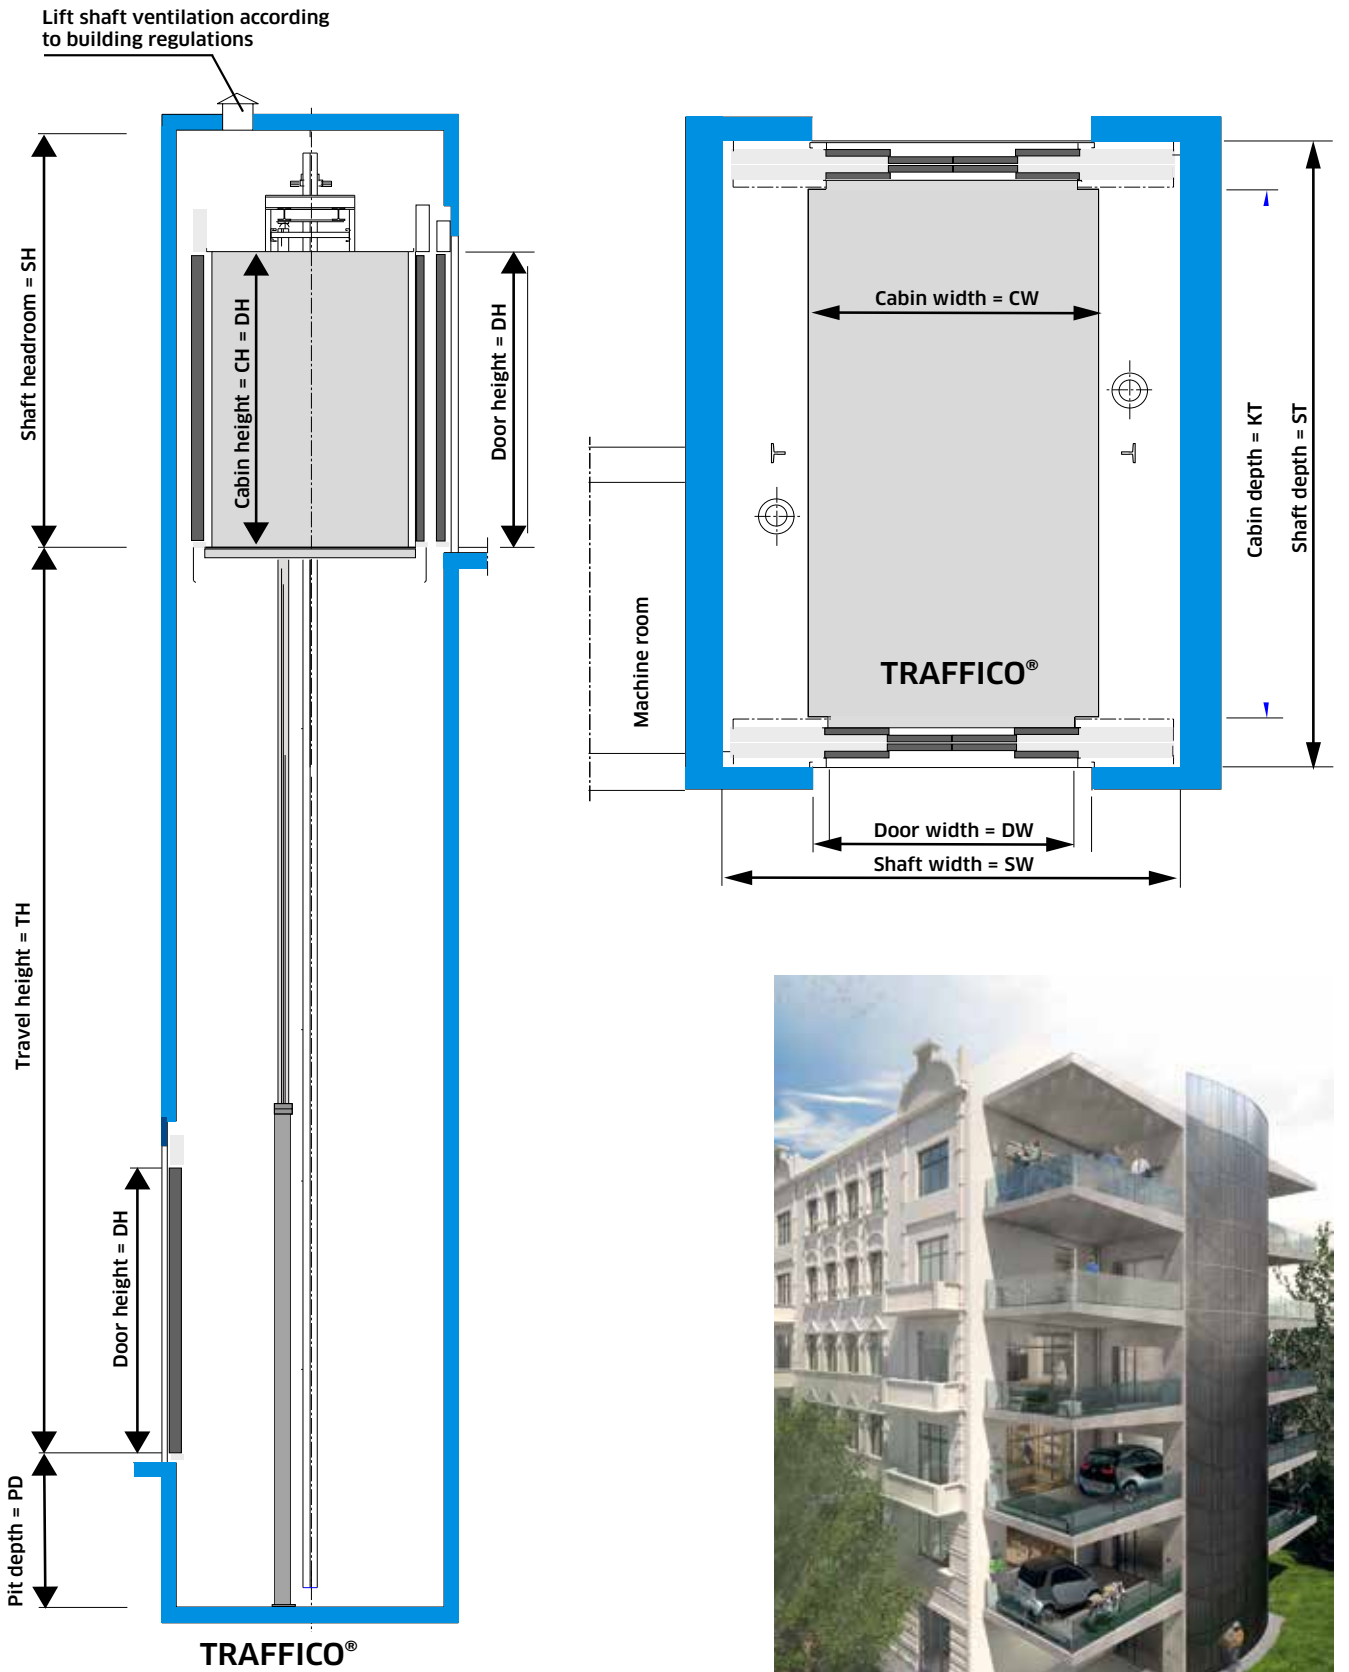 Lift shaft ventilation according
to building regulations
Shaft headroom = SH
Cabin height = CH = DH
Door height = DH
Travel height = TH
Door height = DH
Pit depth = PD
TRAFFICO®
Cabin width = CW
Cabin depth = KT
Shaft depth = ST
Machine room
TRAFFICO®
Door width = DW
Shaft width = SW